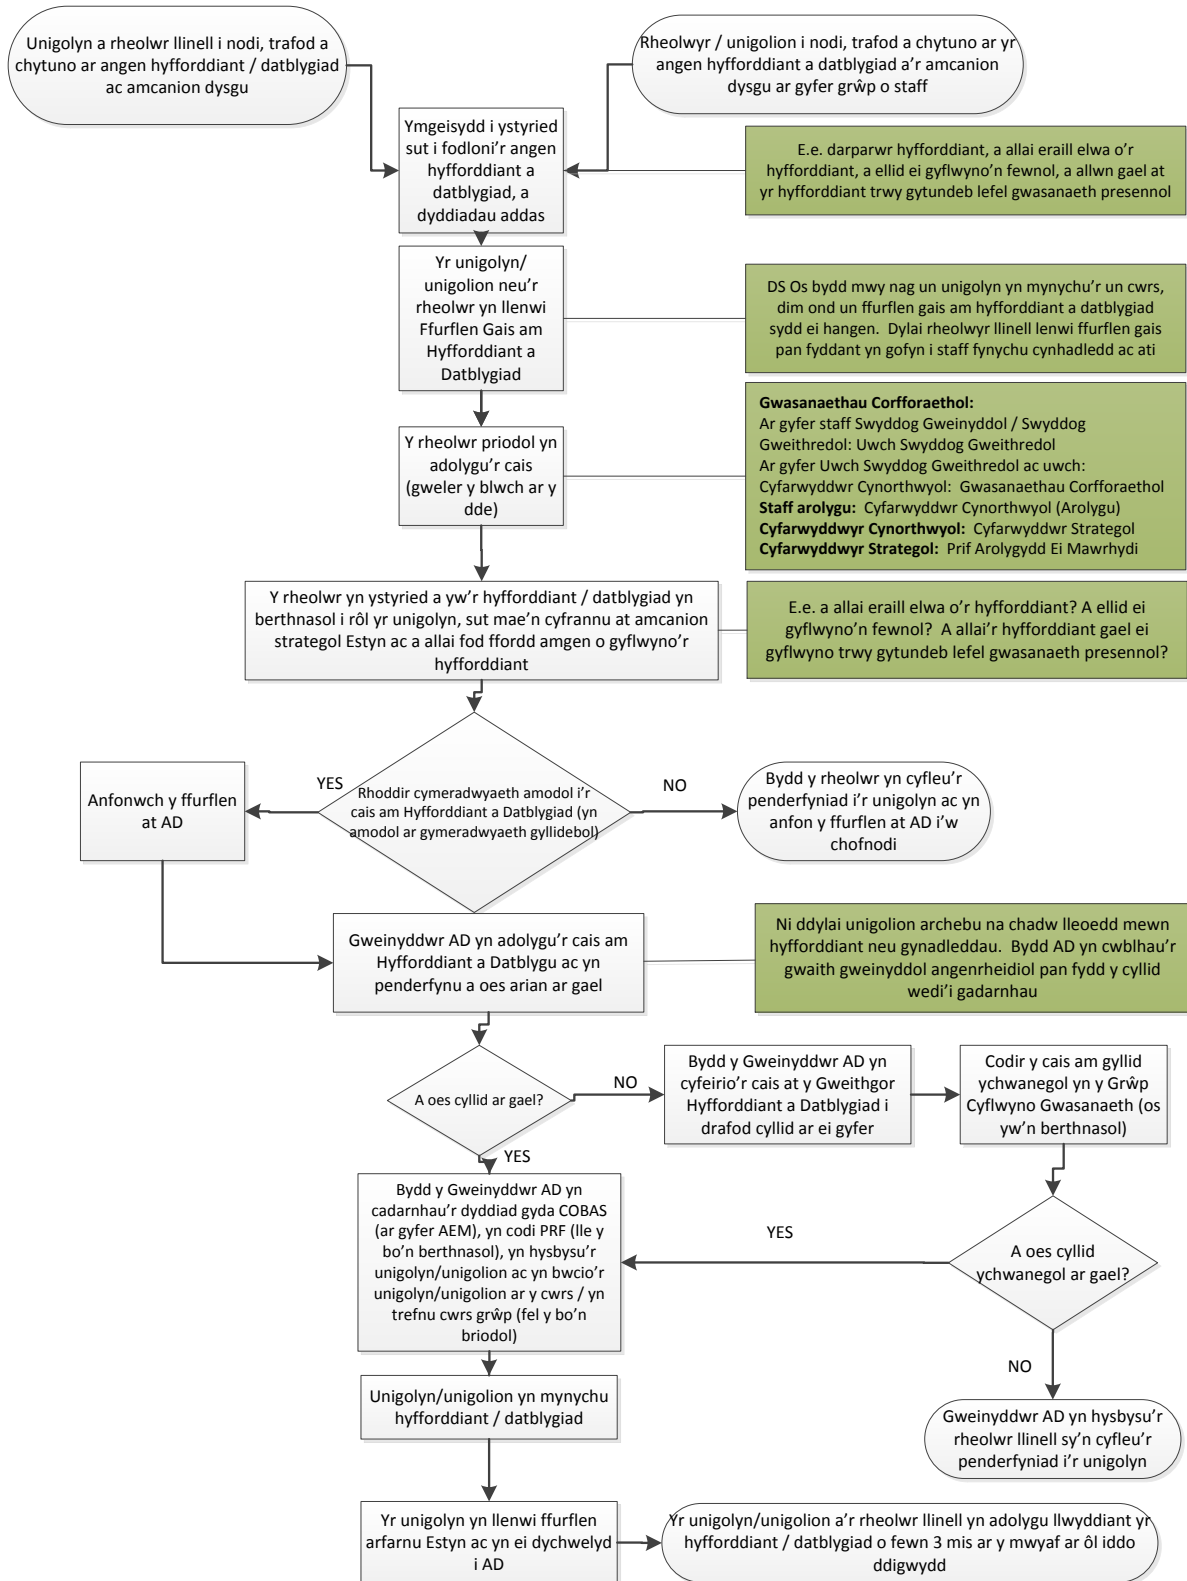 Unigolyn a rheolwr llinell i nodi, trafod a
chytuno ar angen hyfforddiant / datblygiad
ac amcanion dysgu
Rheolwyr / unigolion i nodi, trafod a chytuno ar yr
angen hyfforddiant a datblygiad a'r amcanion
dysgu ar gyfer grŵp o staff
Ymgeisydd i ystyried
sut i fodloni'r angen
hyfforddiant a
datblygiad, a
dyddiadau addas
E.e. darparwr hyfforddiant, a allai eraill elwa o'r
hyfforddiant, a ellid ei gyflwyno'n fewnol, a allwn gael at
yr hyfforddiant trwy gytundeb lefel gwasanaeth presennol
Yr unigolyn/
unigolion neu'r
rheolwr yn llenwi
Ffurflen Gais am
Hyfforddiant a
Datblygiad
DS Os bydd mwy nag un unigolyn yn mynychu'r un cwrs,
dim ond un ffurflen gais am hyfforddiant a datblygiad
sydd ei hangen.  Dylai rheolwyr llinell lenwi ffurflen gais
pan fyddant yn gofyn i staff fynychu cynhadledd ac ati
Y rheolwr priodol yn
adolygu'r cais
(gweler y blwch ar y
dde)
Gwasanaethau Corfforaethol:
Ar gyfer staff Swyddog Gweinyddol / Swyddog
Gweithredol: Uwch Swyddog Gweithredol
Ar gyfer Uwch Swyddog Gweithredol ac uwch:
Cyfarwyddwr Cynorthwyol:  Gwasanaethau Corfforaethol
Staff arolygu:  Cyfarwyddwr Cynorthwyol (Arolygu)
Cyfarwyddwyr Cynorthwyol:  Cyfarwyddwr Strategol
Cyfarwyddwyr Strategol:  Prif Arolygydd Ei Mawrhydi
Y rheolwr yn ystyried a yw'r hyfforddiant / datblygiad yn
berthnasol i rôl yr unigolyn, sut mae'n cyfrannu at amcanion
strategol Estyn ac a allai fod ffordd amgen o gyflwyno'r
hyfforddiant
E.e. a allai eraill elwa o'r hyfforddiant? A ellid ei
gyflwyno'n fewnol?  A allai'r hyfforddiant gael ei
gyflwyno trwy gytundeb lefel gwasanaeth presennol?
Rhoddir cymeradwyaeth amodol i'r
cais am Hyfforddiant a Datblygiad (yn
amodol ar gymeradwyaeth gyllidebol)
YES
NO
Anfonwch y ffurflen
at AD
Bydd y rheolwr yn cyfleu'r
penderfyniad i'r unigolyn ac yn
anfon y ffurflen at AD i'w
chofnodi
Gweinyddwr AD yn adolygu'r cais am
Hyfforddiant a Datblygu ac yn
penderfynu a oes arian ar gael
Ni ddylai unigolion archebu na chadw lleoedd mewn
hyfforddiant neu gynadleddau.  Bydd AD yn cwblhau'r
gwaith gweinyddol angenrheidiol pan fydd y cyllid
wedi'i gadarnhau
A oes cyllid ar gael?
NO
Bydd y Gweinyddwr AD yn
cyfeirio'r cais at y Gweithgor
Hyfforddiant a Datblygiad i
drafod cyllid ar ei gyfer
Codir y cais am gyllid
ychwanegol yn y Grŵp
Cyflwyno Gwasanaeth (os
yw'n berthnasol)
YES
Bydd y Gweinyddwr AD yn
cadarnhau'r dyddiad gyda COBAS
(ar gyfer AEM), yn codi PRF (lle y
bo'n berthnasol), yn hysbysu'r
unigolyn/unigolion ac yn bwcio'r
unigolyn/unigolion ar y cwrs / yn
trefnu cwrs grŵp (fel y bo'n
briodol)
YES
A oes cyllid
ychwanegol ar gael?
NO
Unigolyn/unigolion yn mynychu
hyfforddiant / datblygiad
Gweinyddwr AD yn hysbysu'r
rheolwr llinell sy'n cyfleu'r
penderfyniad i'r unigolyn
Yr unigolyn yn llenwi ffurflen
arfarnu Estyn ac yn ei dychwelyd
i AD
Yr unigolyn/unigolion a'r rheolwr llinell yn adolygu llwyddiant yr
hyfforddiant / datblygiad o fewn 3 mis ar y mwyaf ar ôl iddo
ddigwydd